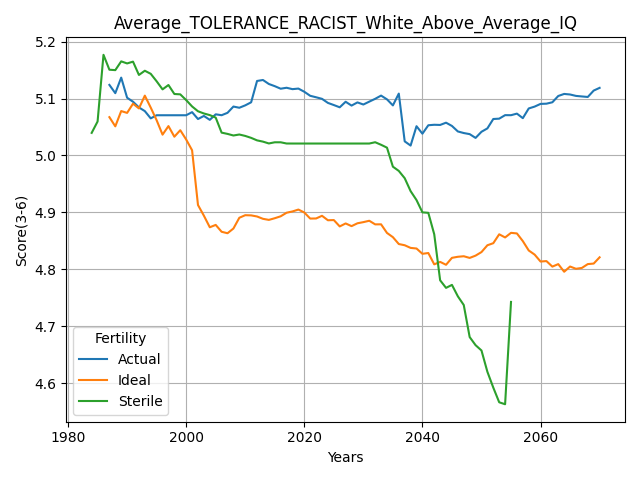 Average_TOLERANCE_RACIST_White_Above_Average_IQ
Score(3-6)
5.2
5.1
5.0
4.9
4.8
4.7
4.6
Fertility
Actual
Ideal
Sterile
1980 2000 2020 2040 2060
Years